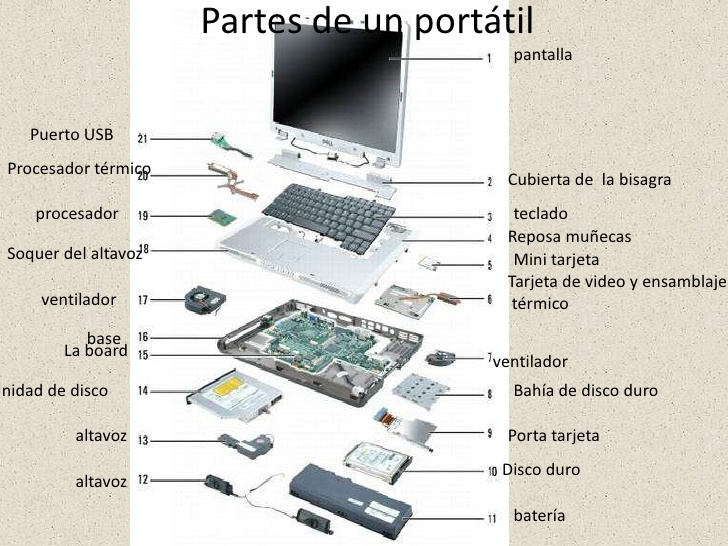 Partes de un portátil
1 pantalla
Puerto USB 21
Procesador térmico 20
2 Cubierta de la bisagra
procesador 19
3 teclado
4 Reposa muñecas
Soquer del altavoz 18
5 Mini tarjeta
6 Tarjeta de video y ensamblaje
térmico
ventilador 17
base 16
La board 15
7 ventilador
nidad de disco 14
8 Bahía de disco duro
altavoz 13
9 Porta tarjeta
10 Disco duro
altavoz 12
11 batería
DELL